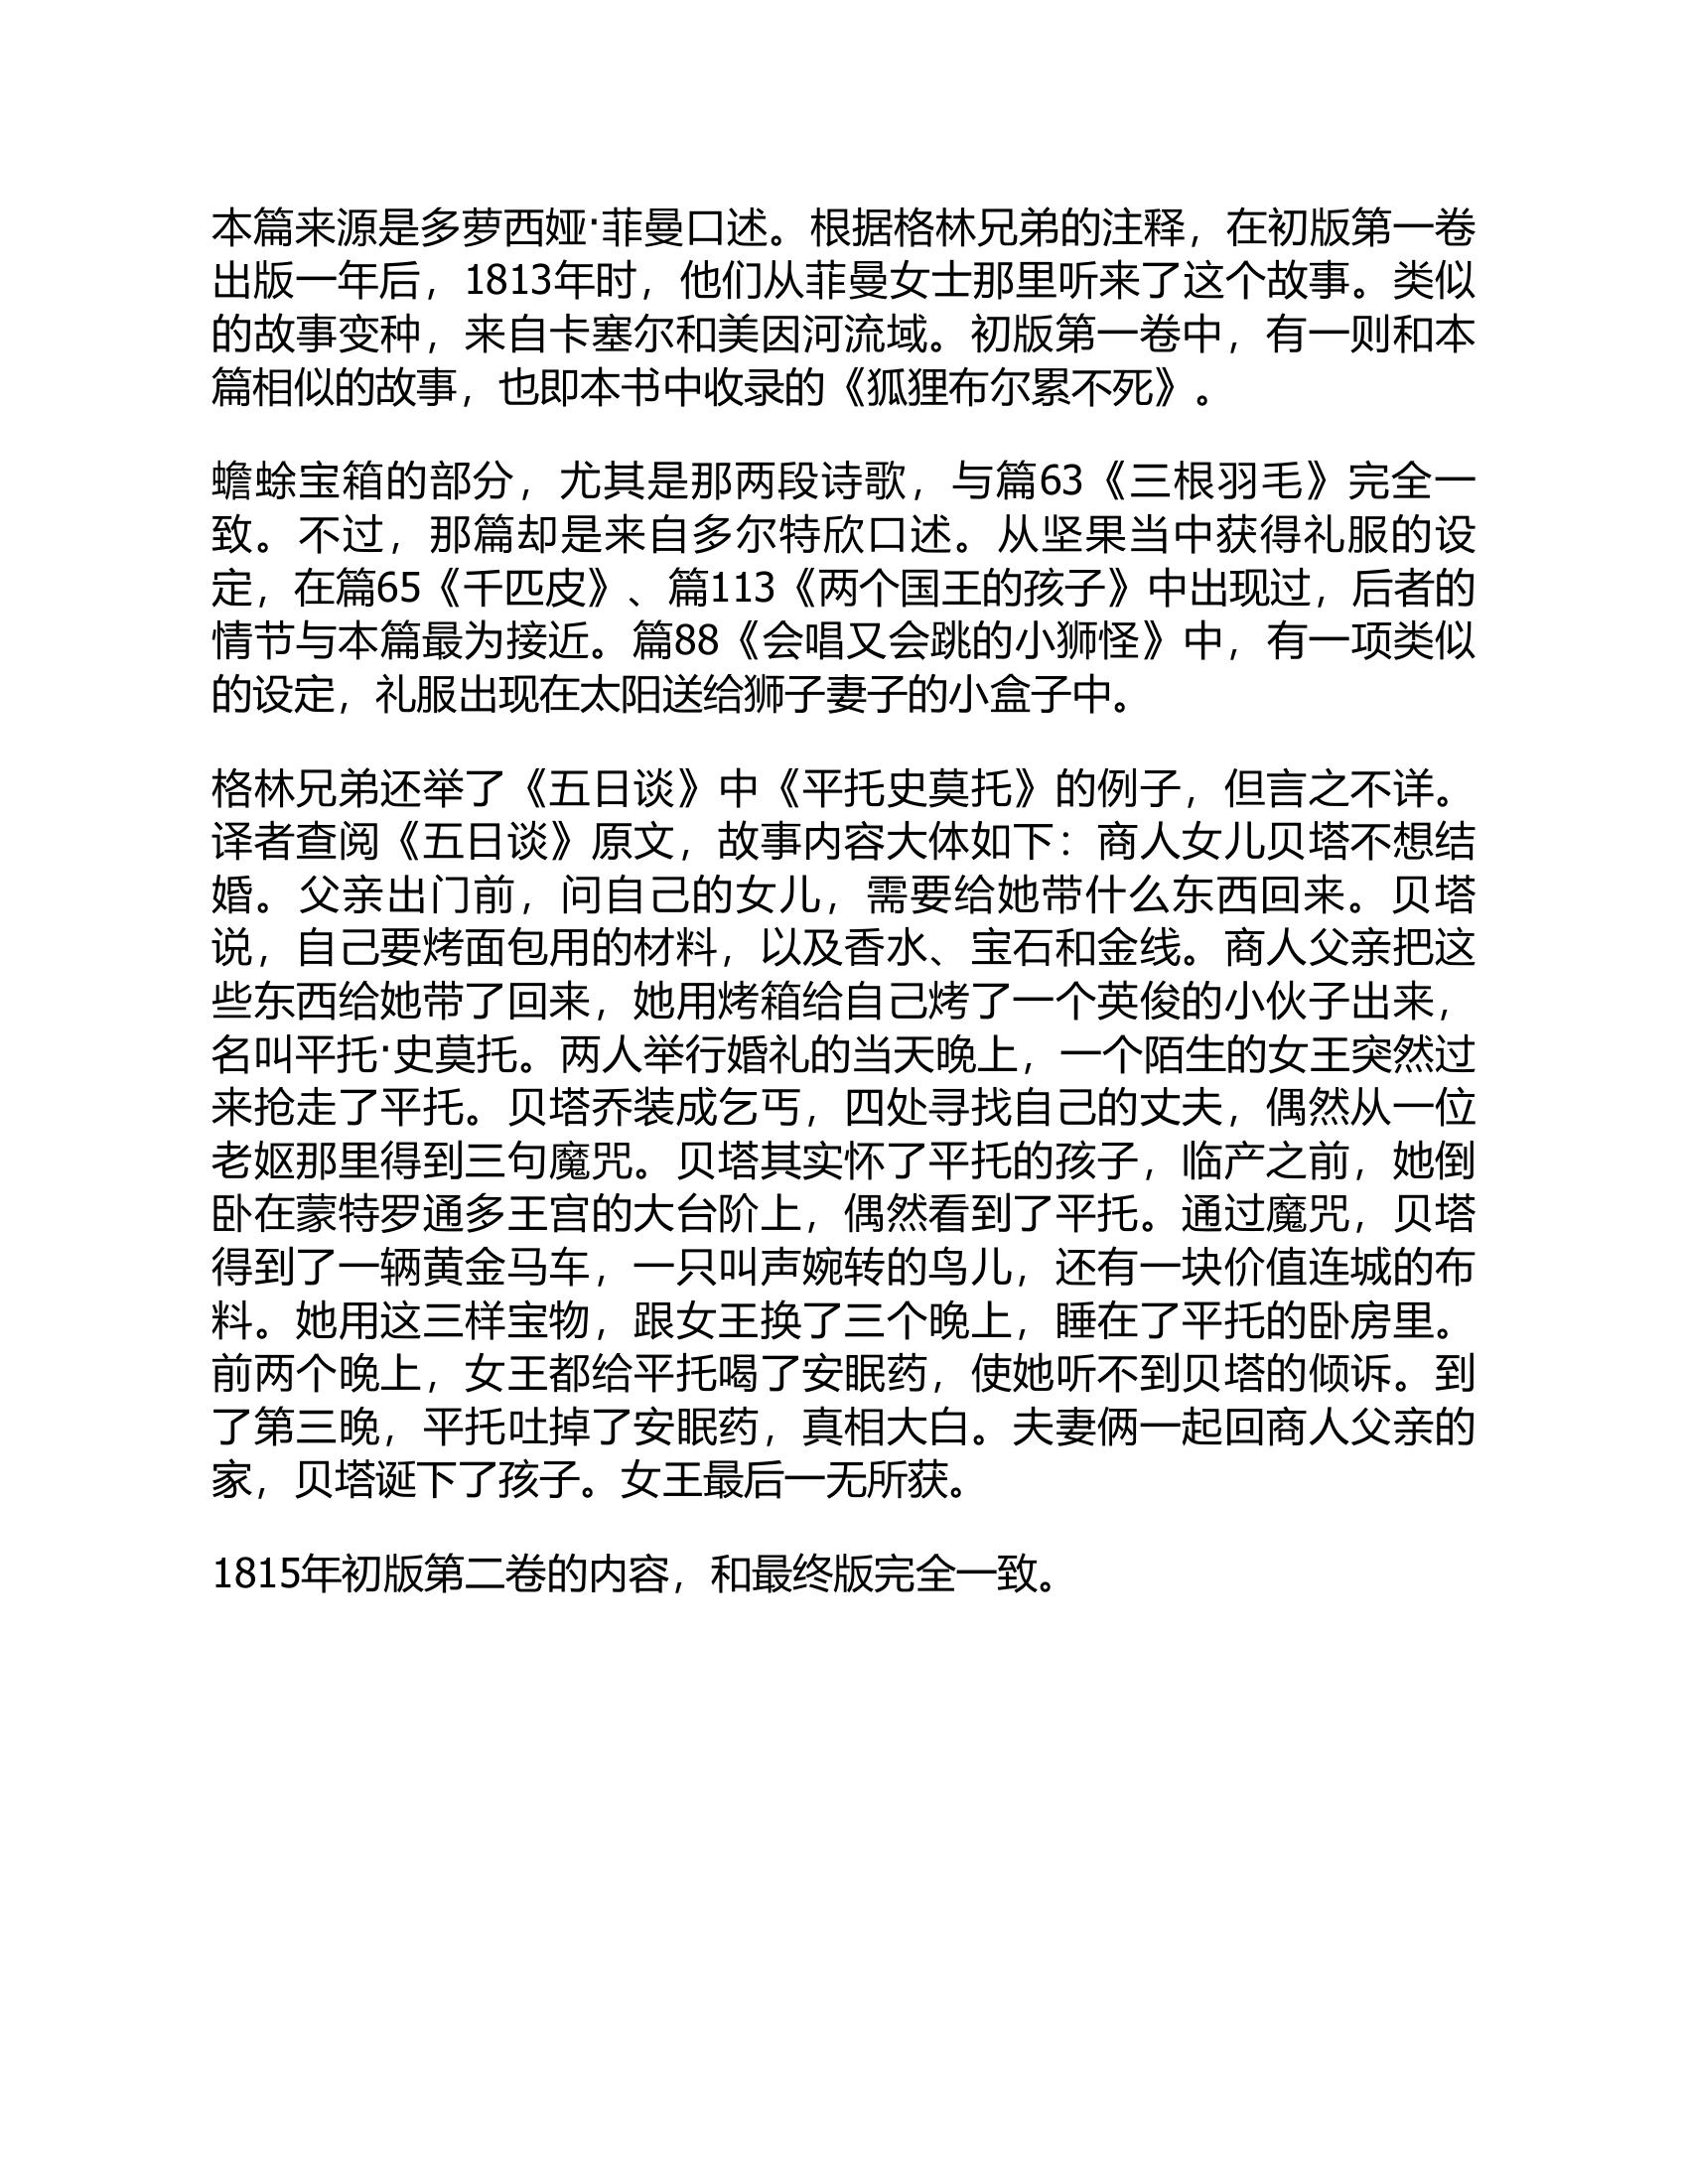 本篇来源是多萝西娅·菲曼口述。根据格林兄弟的注释，在初版第一卷
出版一年后，1813年时，他们从菲曼女士那里听来了这个故事。类似
的故事变种，来自卡塞尔和美因河流域。初版第一卷中，有一则和本
篇相似的故事，也即本书中收录的《狐狸布尔累不死》。
蟾蜍宝箱的部分，尤其是那两段诗歌，与篇63《三根羽毛》完全一
致。不过，那篇却是来自多尔特欣口述。从坚果当中获得礼服的设
定，在篇65《千匹皮》、篇113《两个国王的孩子》中出现过，后者的
情节与本篇最为接近。篇88《会唱又会跳的小狮怪》中，有一项类似
的设定，礼服出现在太阳送给狮子妻子的小盒子中。
格林兄弟还举了《五日谈》中《平托史莫托》的例子，但言之不详。
译者查阅《五日谈》原文，故事内容大体如下：商人女儿贝塔不想结
婚。父亲出门前，问自己的女儿，需要给她带什么东西回来。贝塔
说，自己要烤面包用的材料，以及香水、宝石和金线。商人父亲把这
些东西给她带了回来，她用烤箱给自己烤了一个英俊的小伙子出来，
名叫平托·史莫托。两人举行婚礼的当天晚上，一个陌生的女王突然过
来抢走了平托。贝塔乔装成乞丐，四处寻找自己的丈夫，偶然从一位
老妪那里得到三句魔咒。贝塔其实怀了平托的孩子，临产之前，她倒
卧在蒙特罗通多王宫的大台阶上，偶然看到了平托。通过魔咒，贝塔
得到了一辆黄金马车，一只叫声婉转的鸟儿，还有一块价值连城的布
料。她用这三样宝物，跟女王换了三个晚上，睡在了平托的卧房里。
前两个晚上，女王都给平托喝了安眠药，使她听不到贝塔的倾诉。到
了第三晚，平托吐掉了安眠药，真相大白。夫妻俩一起回商人父亲的
家，贝塔诞下了孩子。女王最后一无所获。
1815年初版第二卷的内容，和最终版完全一致。